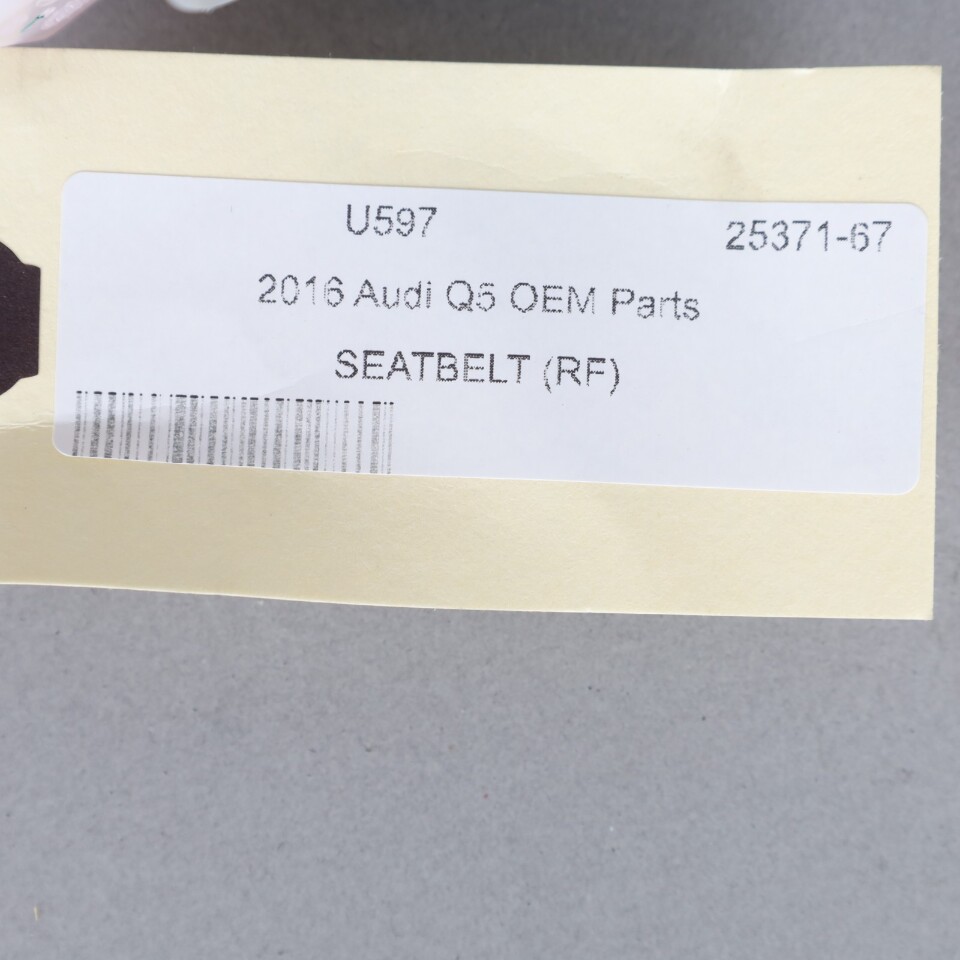 U597 25371-67
2016 Audi Q5 OEM Parts
SEATBELT (RF)